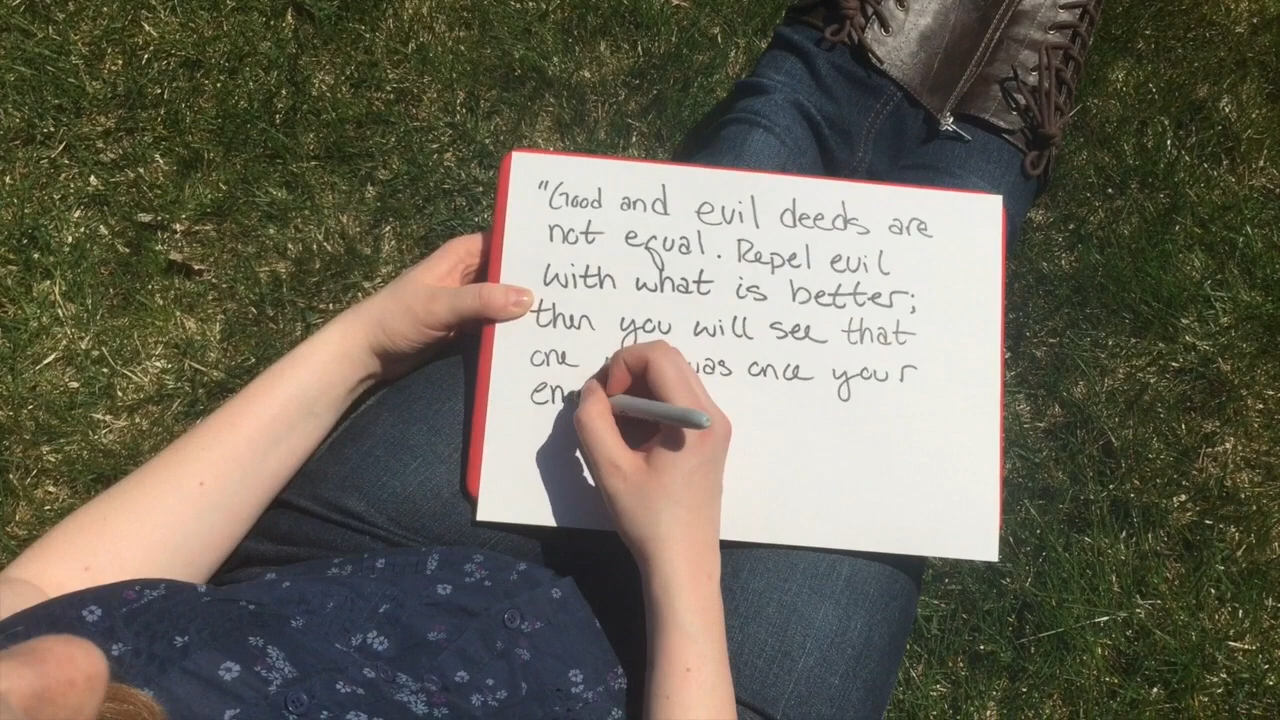 "Good and evil deeds are
not equal. Repel evil
with what is better;
then you will see that
one was once your